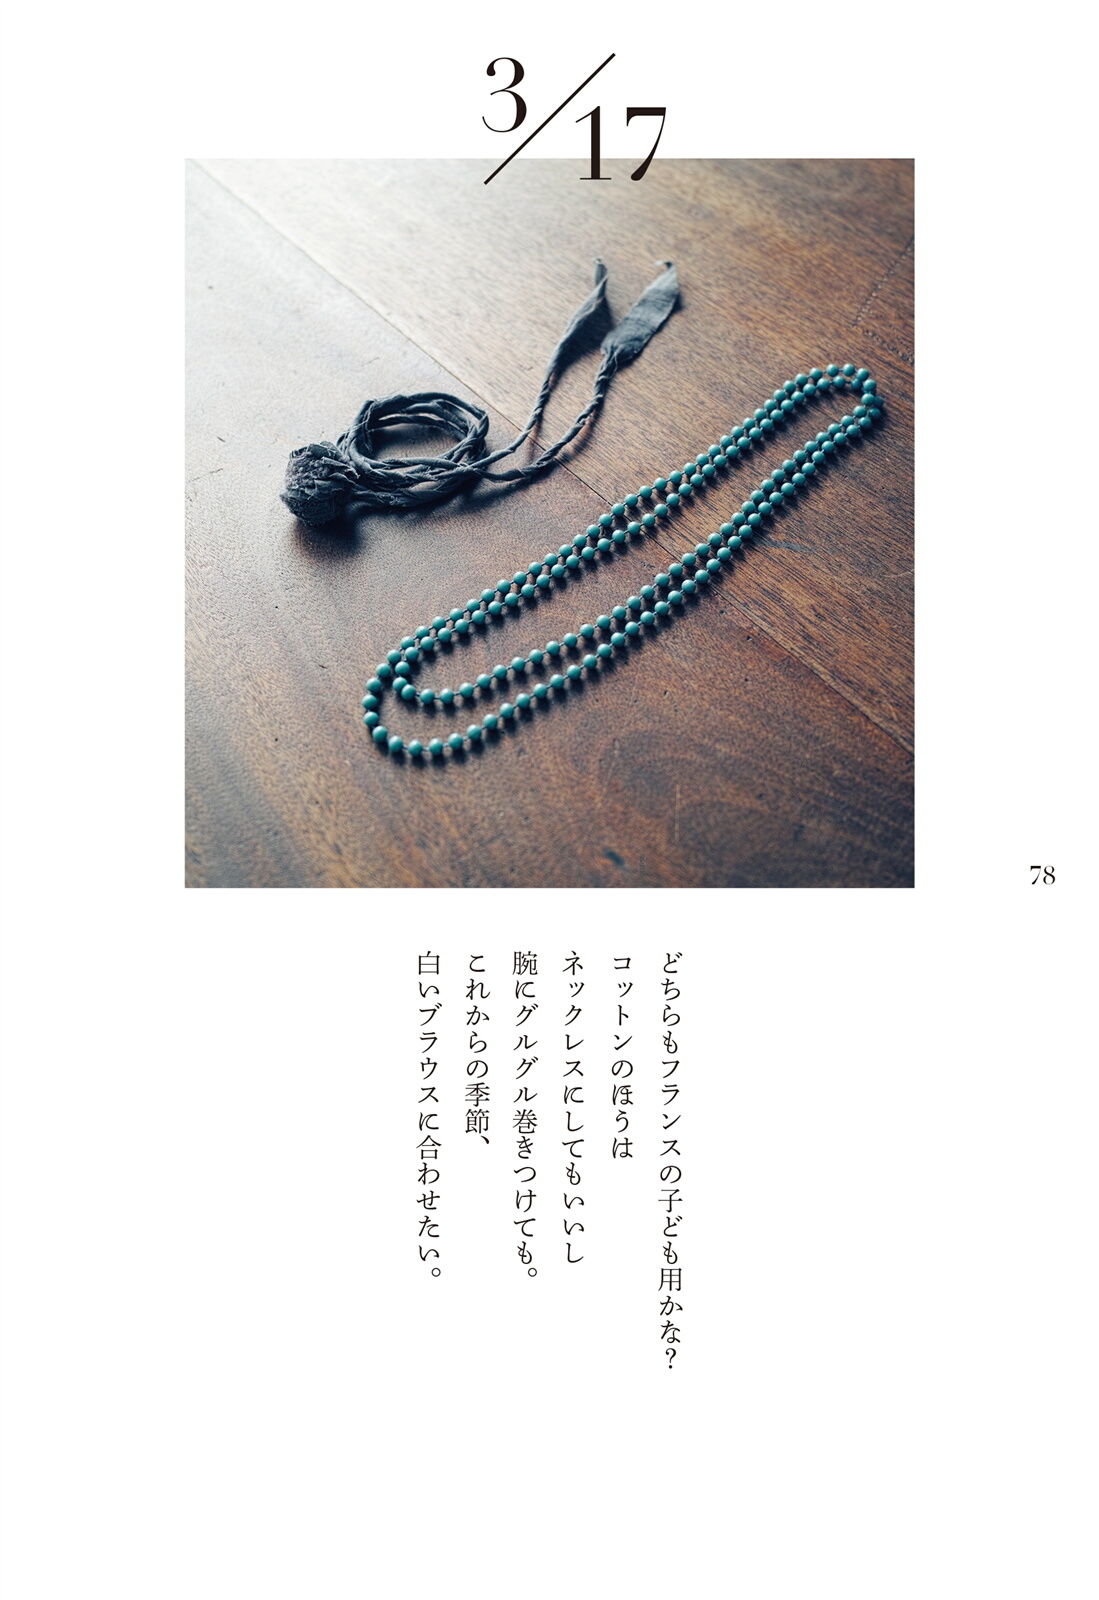 3/17
78
どちらもフランスの子ども用かな？
コットンのほうは
ネックレスにしてもいいし
腕にグルグル巻きつけても。
これからの季節、
白いブラウスに合わせたい。